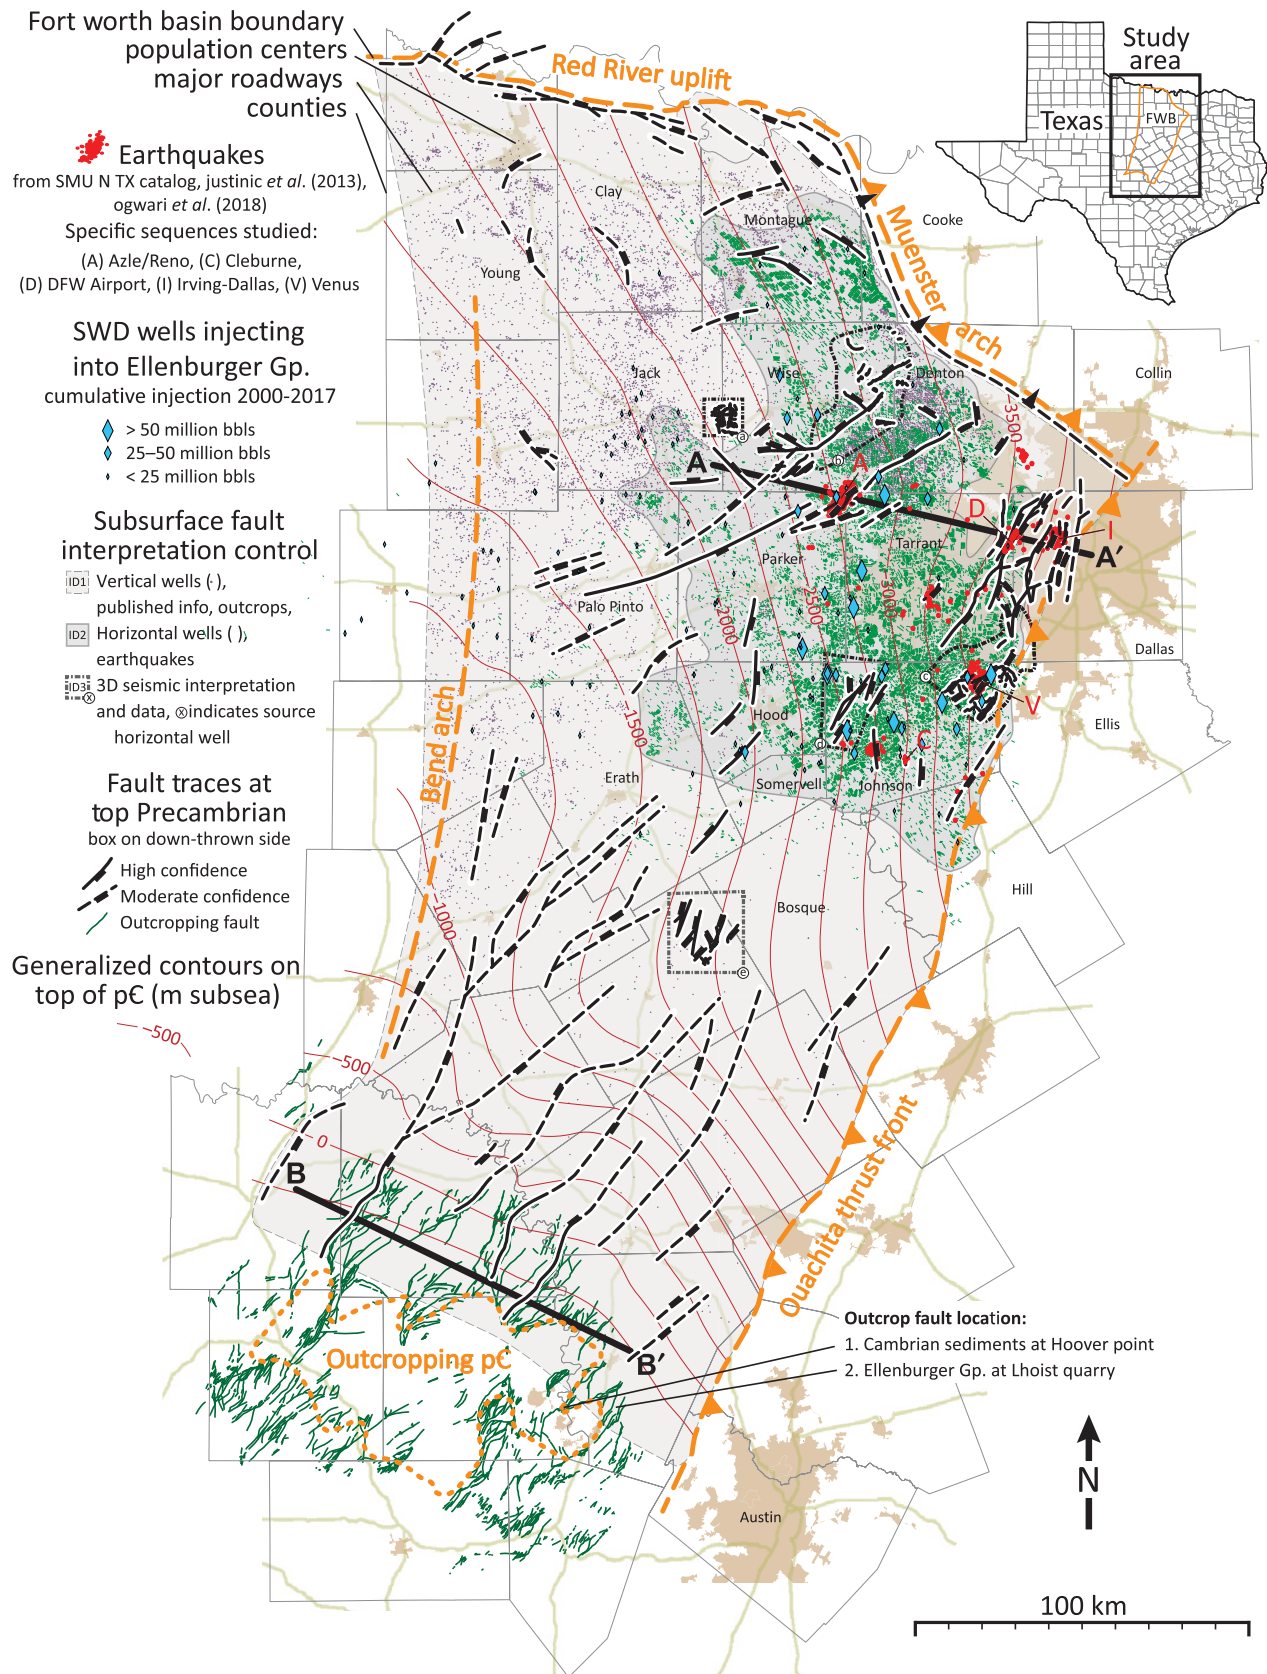 Fort worth basin boundary
population centers
major roadways
counties
Earthquakes
from SMU N TX catalog, justinic et al. (2013),
ogwari et al. (2018)
Specific sequences studied:
(A) Azle/Reno, (C) Cleburne,
(D) DFW Airport, (I) Irving-Dallas, (V) Venus
SWD wells injecting
into Ellenburger Gp.
cumulative injection 2000-2017
> 50 million bbls
25–50 million bbls
< 25 million bbls
Subsurface fault
interpretation control
ID1 Vertical wells (·),
published info, outcrops,
ID2 Horizontal wells ( ),
earthquakes
ID3 3D seismic interpretation
x and data, ⓧindicates source
horizontal well
Fault traces at
top Precambrian
box on down-thrown side
High confidence
Moderate confidence
Outcropping fault
Generalized contours on
top of p€ (m subsea)
−500
−500
0
−1000
−1500
−2000
2500
3000
−3500
Red River uplift
Muenster arch
Bend arch
Ouachita thrust front
Outcropping p€
Study
area
Texas
FWB
Clay
Montague
Cooke
Young
Jack
Wise
Denton
Collin
a
b
A
A
D
I
A′
Parker
Tarrant
Palo Pinto
Dallas
c
V
Hood
Ellis
d
C
Erath
Somervell
Johnson
Bosque
Hill
e
B
B′
Outcrop fault location:
1. Cambrian sediments at Hoover point
2. Ellenburger Gp. at Lhoist quarry
N
Austin
100 km